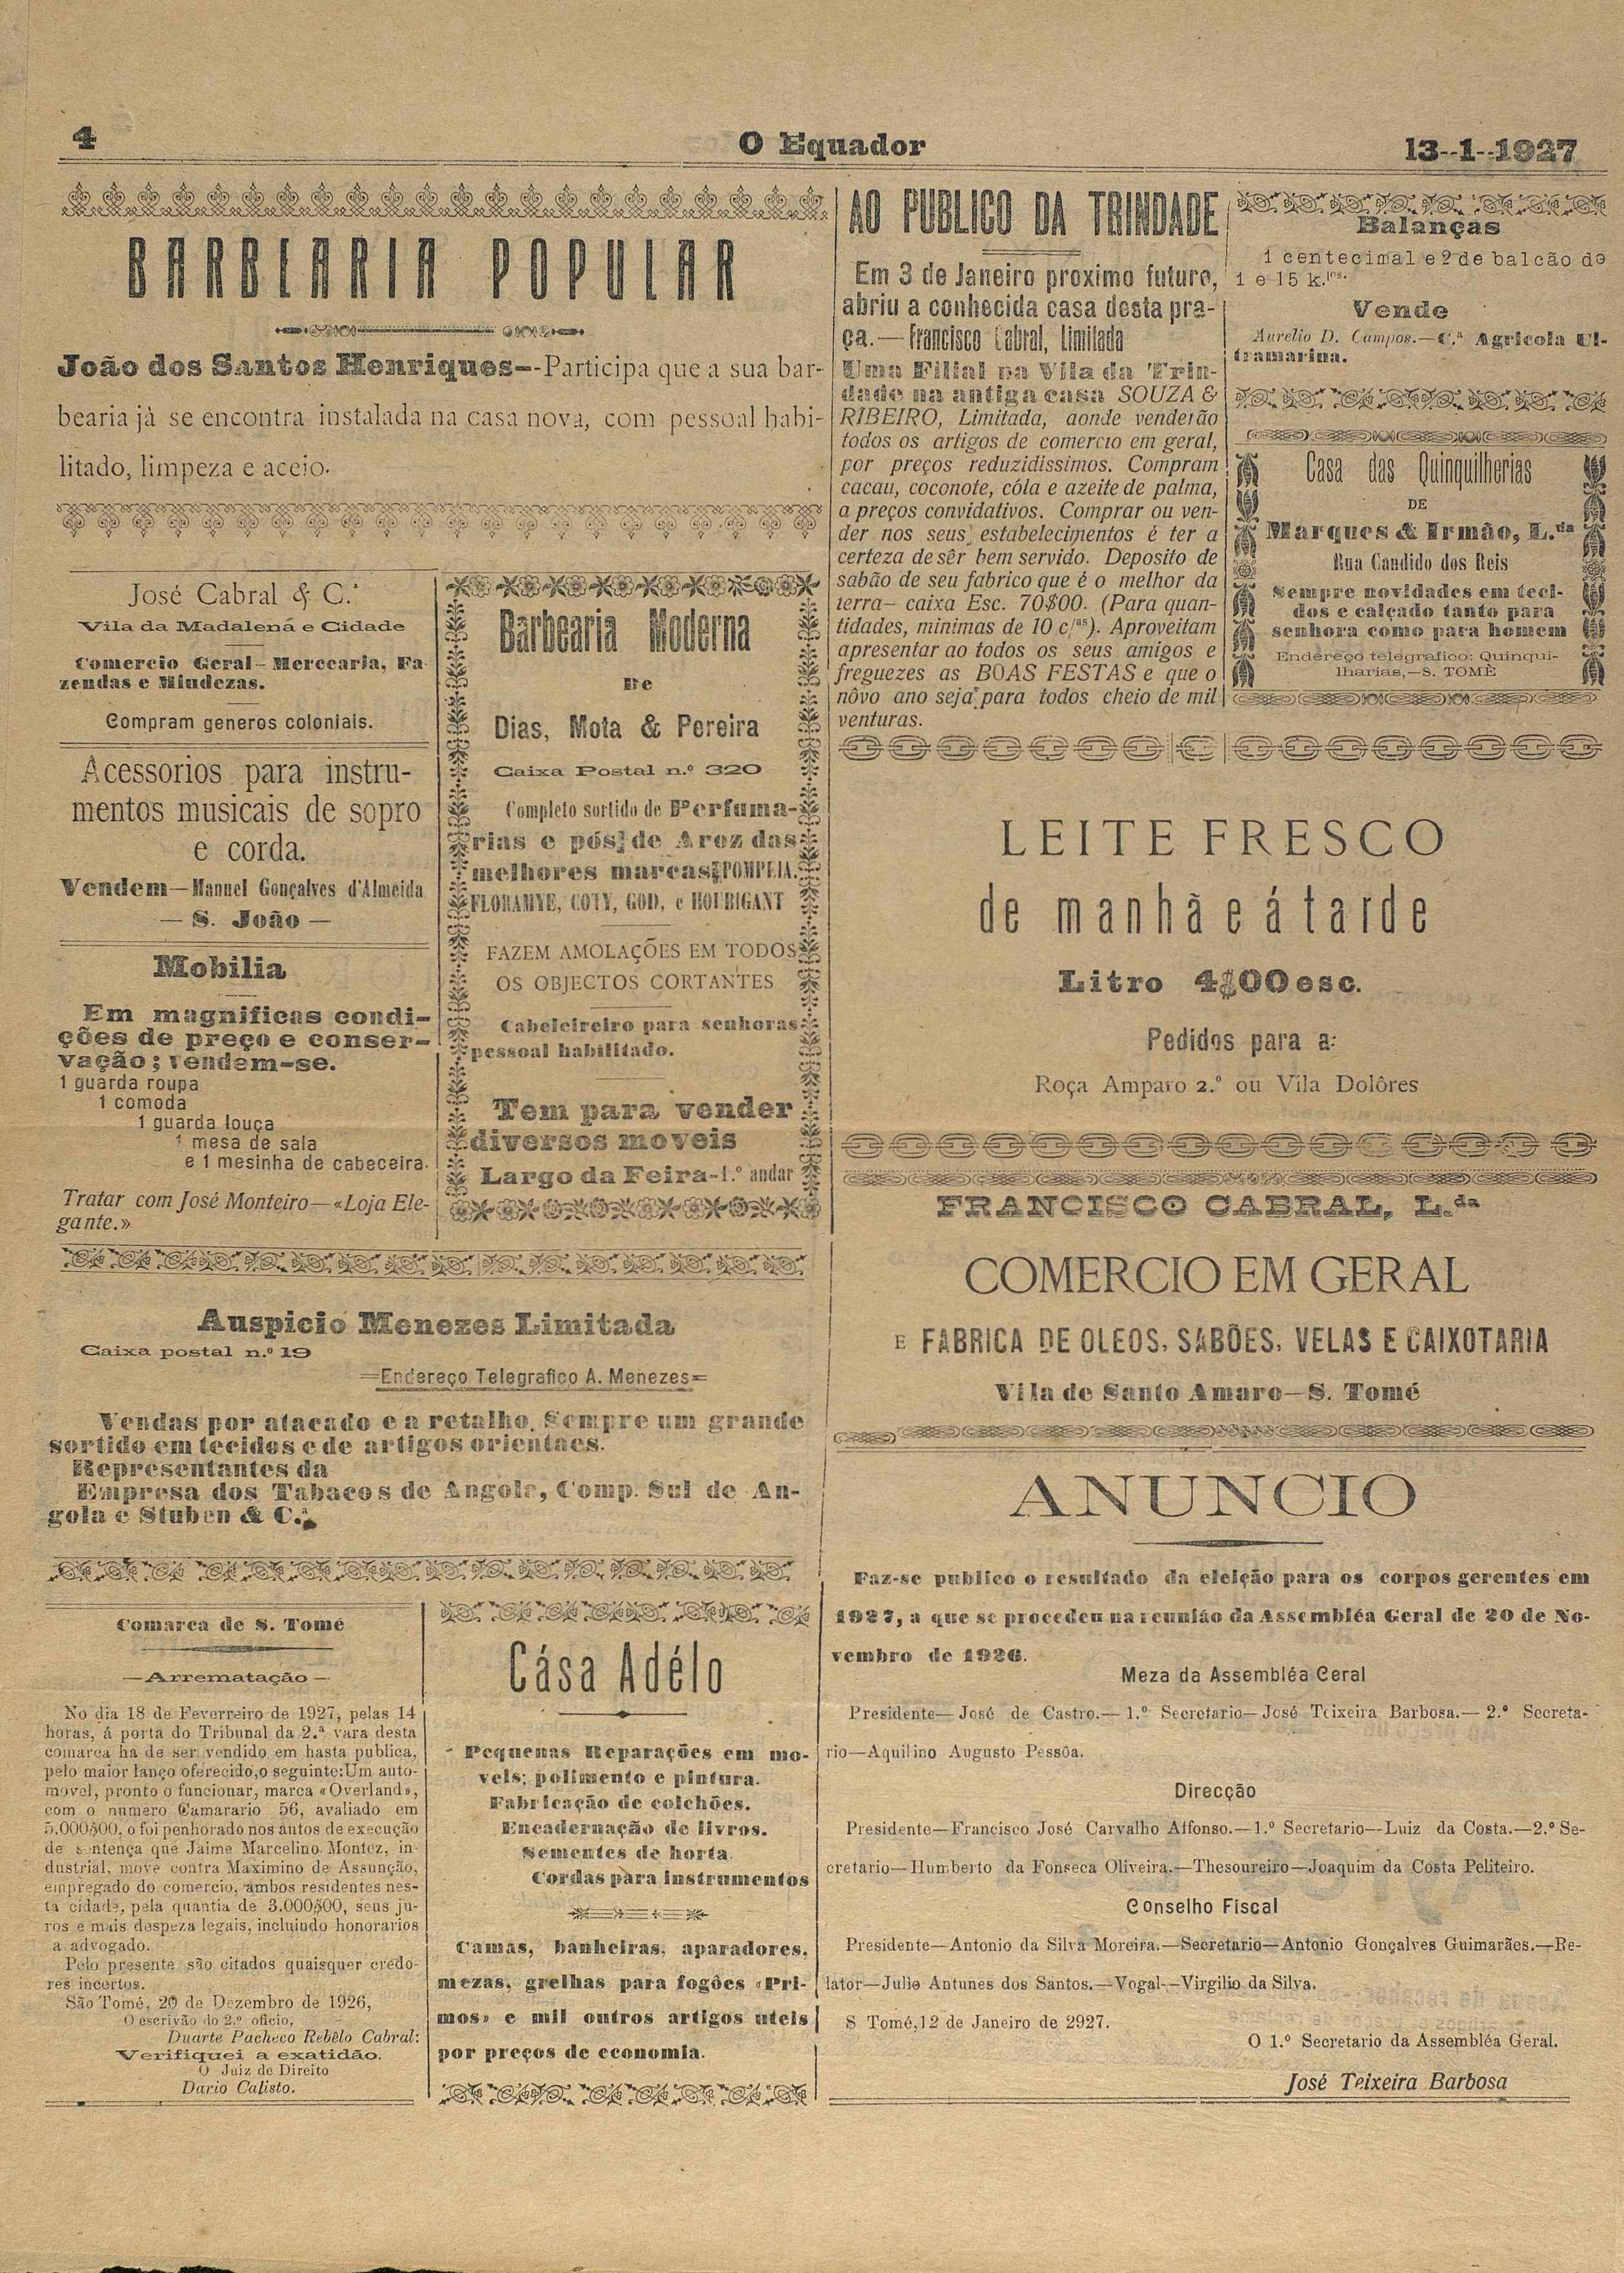 4
O Equador
13--1--1927
BARBEARIA POPULAR
João dos Santos Henriques--Participa que a sua bar-
bearia já se encontra instalada na casa nova, com pessoal habi-
litado, limpeza e aceio.
José Cabral & C.ª
Vila da Madalená e Cidade
Comercio Geral—Mercearia, Fa-
zendas e Miudezas.
Compram generos coloniais.
Acessorios para instru-
mentos musicais de sopro
e corda.
Vendem—Manuel Gonçalves d'Almeida
— S. João —
Mobilia
Em magnificas condi-
ções de preço e conser-
vação; vendem-se.
1 guarda roupa
1 comoda
1 guarda louça
1 mesa de sala
e 1 mesinha de cabeceira.
Tratar com José Monteiro—«Loja Ele-
gante.»
Barbearia Moderna
De
Dias, Mota & Pereira
Caixa Postal n.º 320
Completo sortido de Perfuma-
rias e pós de Aroz das
melhores marcas POMPEIA.
FLORAMYE, COTY, GOD, e HOUBIGANT
FAZEM AMOLAÇÕES EM TODOS
OS OBJECTOS CORTANTES
Cabeleireiro para senhoras
pessoal habilitado.
Tem para vender
diversos moveis
Largo da Feira-1.º andar
Auspicio Menezes Limitada
Caixa postal n.º 19
=Endereço Telegrafico A. Menezes=
Vendas por atacado e a retalho. Sempre um grande
sortido em tecidos e de artigos orientaes.
Representantes da
Empresa dos Tabacos de Angola, Comp. Sul de An-
gola e Stuben & C.ª
Comarca de S. Tomé
—Arrematação—
No dia 18 de Feverreiro de 1927, pelas 14
horas, á porta do Tribunal da 2.ª vara desta
comarca ha de ser vendido em hasta publica,
pelo maior lanço oferecido,o seguinte:Um auto-
movel, pronto o funcionar, marca «Overland»,
com o numero Camarario 56, avaliado em
5.000$00, o foi penhorado nos autos de execução
de sentença que Jaime Marcelino Montez, in-
dustrial, move contra Maximino de Assunção,
empregado do comercio, ambos residentes nes-
ta cidade, pela quantia de 3.000$00, seus ju-
ros e mais despeza legais, incluindo honorarios
a advogado.
Pelo presente são citados quaisquer credo-
res incertos.
São Tomé, 20 de Dezembro de 1926,
O escrivão do 2.º oficio,
Duarte Pacheco Rebêlo Cabral:
Verifiquei a exatidão.
O Juiz de Direito
Dario Calisto.
Cása Adélo
Pequenas Reparações em mo-
veis; polimento e pintura.
Fabricação de colchões.
Encadernação de livros.
Sementes de horta
Cordas para instrumentos
Camas, banheiras, aparadores,
mezas, grelhas para fogões «Pri-
mos» e mil outros artigos uteis
por preços de economia.
AO PUBLICO DA TRINDADE
Em 3 de Janeiro proximo futuro,
abriu a conhecida casa desta pra-
ça.—Francisco Cabral, Limitada
Uma Filial na Vila da Trin-
dade na antiga casa SOUZA &
RIBEIRO, Limitada, aonde venderão
todos os artigos de comercio em geral,
por preços reduzidissimos. Compram
cacau, coconote, cóla e azeite de palma,
a preços convidativos. Comprar ou ven-
der nos seus estabelecimentos é ter a
certeza de sêr bem servido. Deposito de
sabão de seu fabrico que é o melhor da
terra— caixa Esc. 70$00. (Para quan-
tidades, minimas de 10 c/as). Aproveitam
apresentar ao todos os seus amigos e
freguezes as BOAS FESTAS e que o
nôvo ano seja para todos cheio de mil
venturas.
Balanças
1 centecimal e 2 de balcão de
1 e 15 k.los.
Vende
Aurelio D. Campos.—C.ª Agricola Ul-
tramarina.
Casa das Quinquilherias
DE
Marques & Irmão, L.da
Rua Candido dos Reis
Sempre novidades em teci-
dos e calçado tanto para
senhora como para homem
Endereço telegrafico: Quinqui-
lharias,—S. TOMÈ
LEITE FRESCO
de manhã e á tarde
Litro 4$00 esc.
Pedidos para a:
Roça Amparo 2.º ou Vila Dolôres
FRANCISCO CABRAL, L.da
COMERCIO EM GERAL
E FABRICA DE OLEOS, SABÕES, VELAS E CAIXOTARIA
Vila de Santo Amaro—S. Tomé
ANUNCIO
Faz-se publico o resultado da eleição para os corpos gerentes em
1927, a que se procedeu na reunião da Assembléa Geral de 20 de No-
vembro de 1926.
Meza da Assembléa Geral
Presidente— José de Castro.— 1.º Secretario— José Teixeira Barbosa.— 2.º Secreta-
rio—Aquilino Augusto Pessôa.
Direcção
Presidente—Francisco José Carvalho Affonso.—1.º Secretario--Luiz da Costa.—2.º Se-
cretario—Humberto da Fonseca Oliveira.—Thesoureiro—Joaquim da Costa Peliteiro.
Conselho Fiscal
Presidente—Antonio da Silva Moreira.—Secretario—Antonio Gonçalves Guimarães.—Re-
lator—Julio Antunes dos Santos.—Vogal--Virgilio da Silva.
S Tomé,12 de Janeiro de 2927.
O 1.º Secretario da Assembléa Geral.
José Teixeira Barbosa